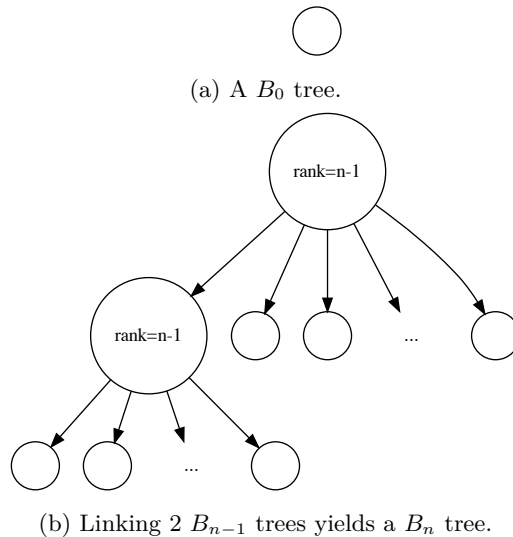 (a) A B₀ tree.
rank=n-1
rank=n-1
...
...
(b) Linking 2 Bₙ₋₁ trees yields a Bₙ tree.